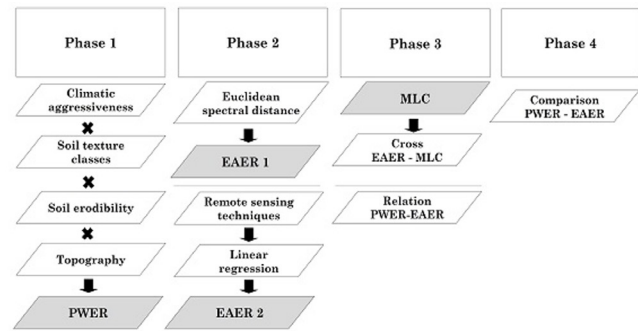 Phase 1
Phase 2
Phase 3
Phase 4
Climatic
aggressiveness
Soil texture
classes
Soil erodibility
Topography
PWER
Euclidean
spectral distance
EAER 1
Remote sensing
techniques
Linear
regression
EAER 2
MLC
Cross
EAER - MLC
Relation
PWER-EAER
Comparison
PWER - EAER